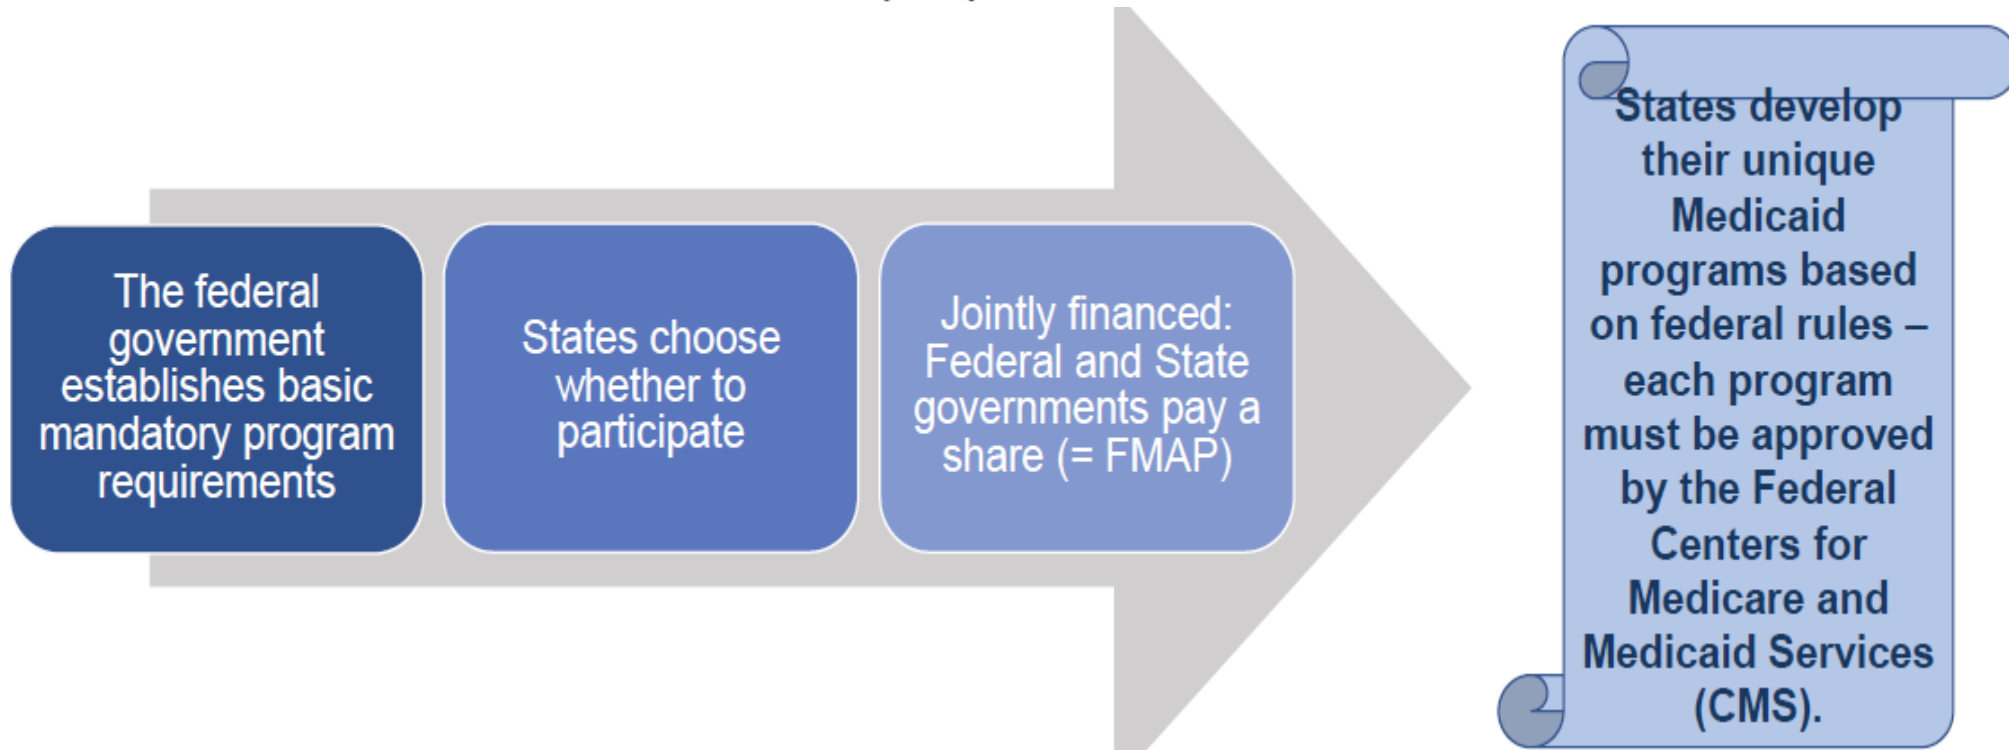 The federal
government
establishes basic
mandatory program
requirements
States choose
whether to
participate
Jointly financed:
Federal and State
governments pay a
share (= FMAP)
States develop
their unique
Medicaid
programs based
on federal rules –
each program
must be approved
by the Federal
Centers for
Medicare and
Medicaid Services
(CMS).